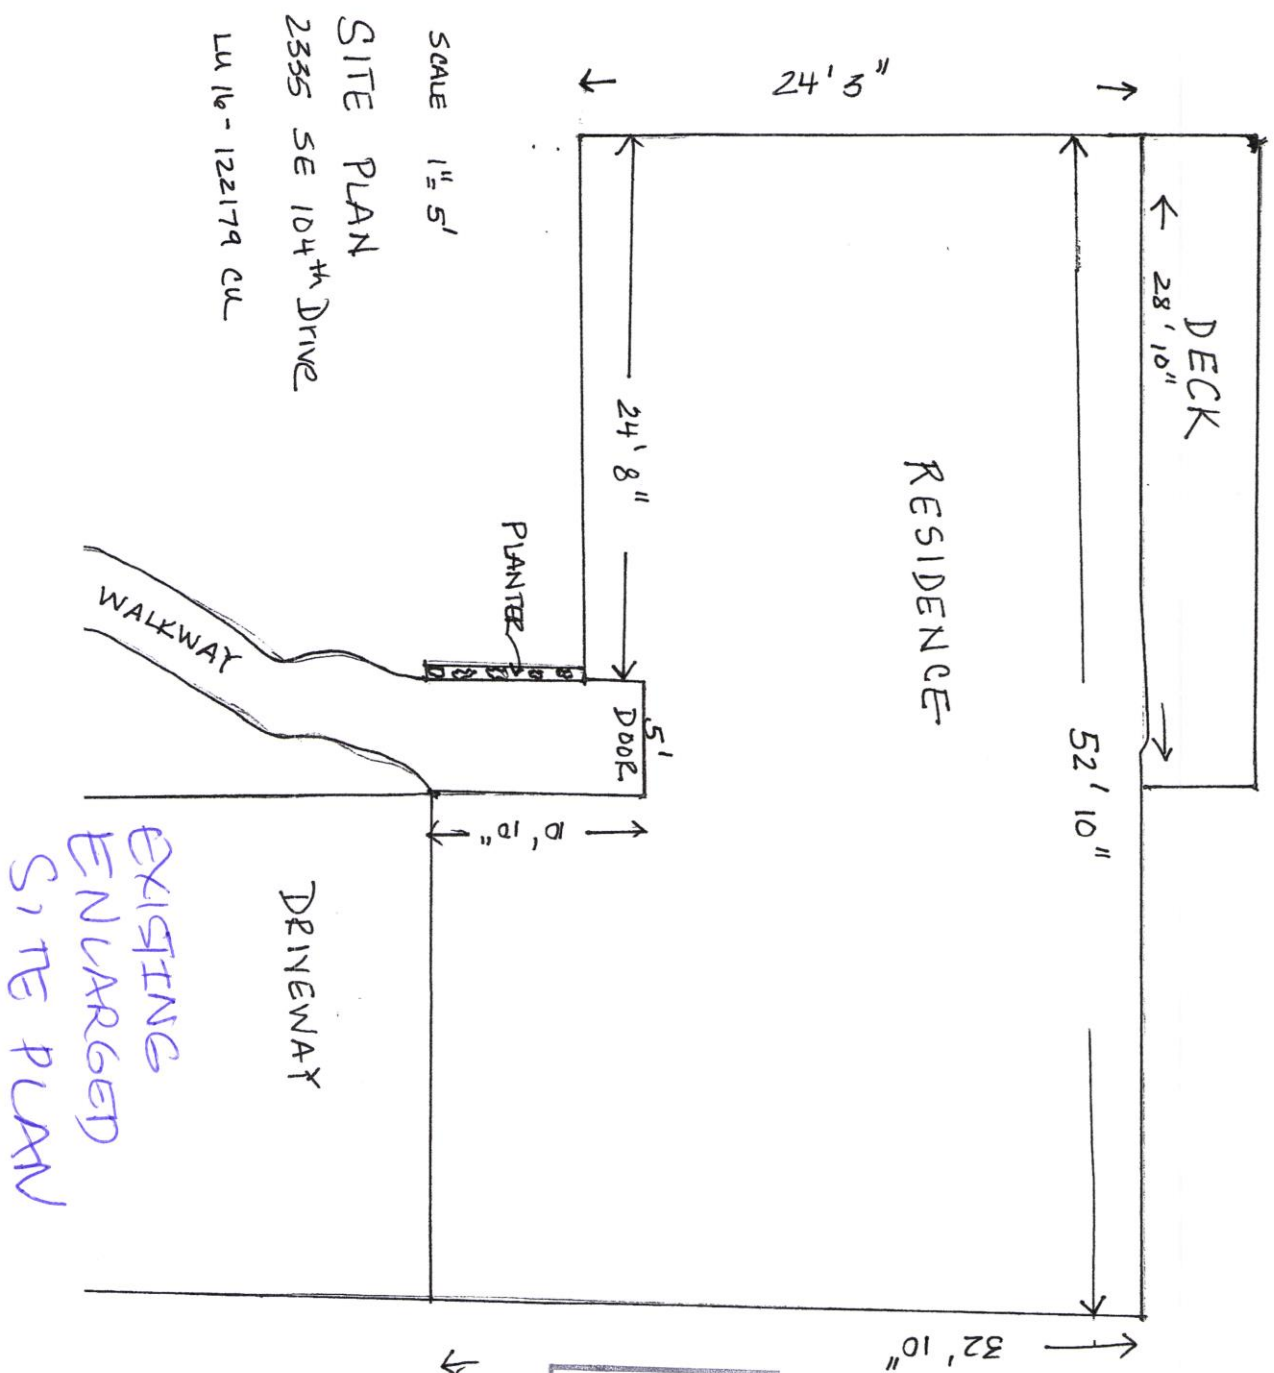 DECK
28' 10"
24' 3"
52' 10"
RESIDENCE
24' 8"
5'
DOOR
PLANTER
10' 10"
32' 10"
WALKWAY
DRIVEWAY
SCALE 1"= 5'
SITE PLAN
2335 SE 104th Drive
LU 16-122179 CU
EXISTING
ENLARGED
SITE PLAN